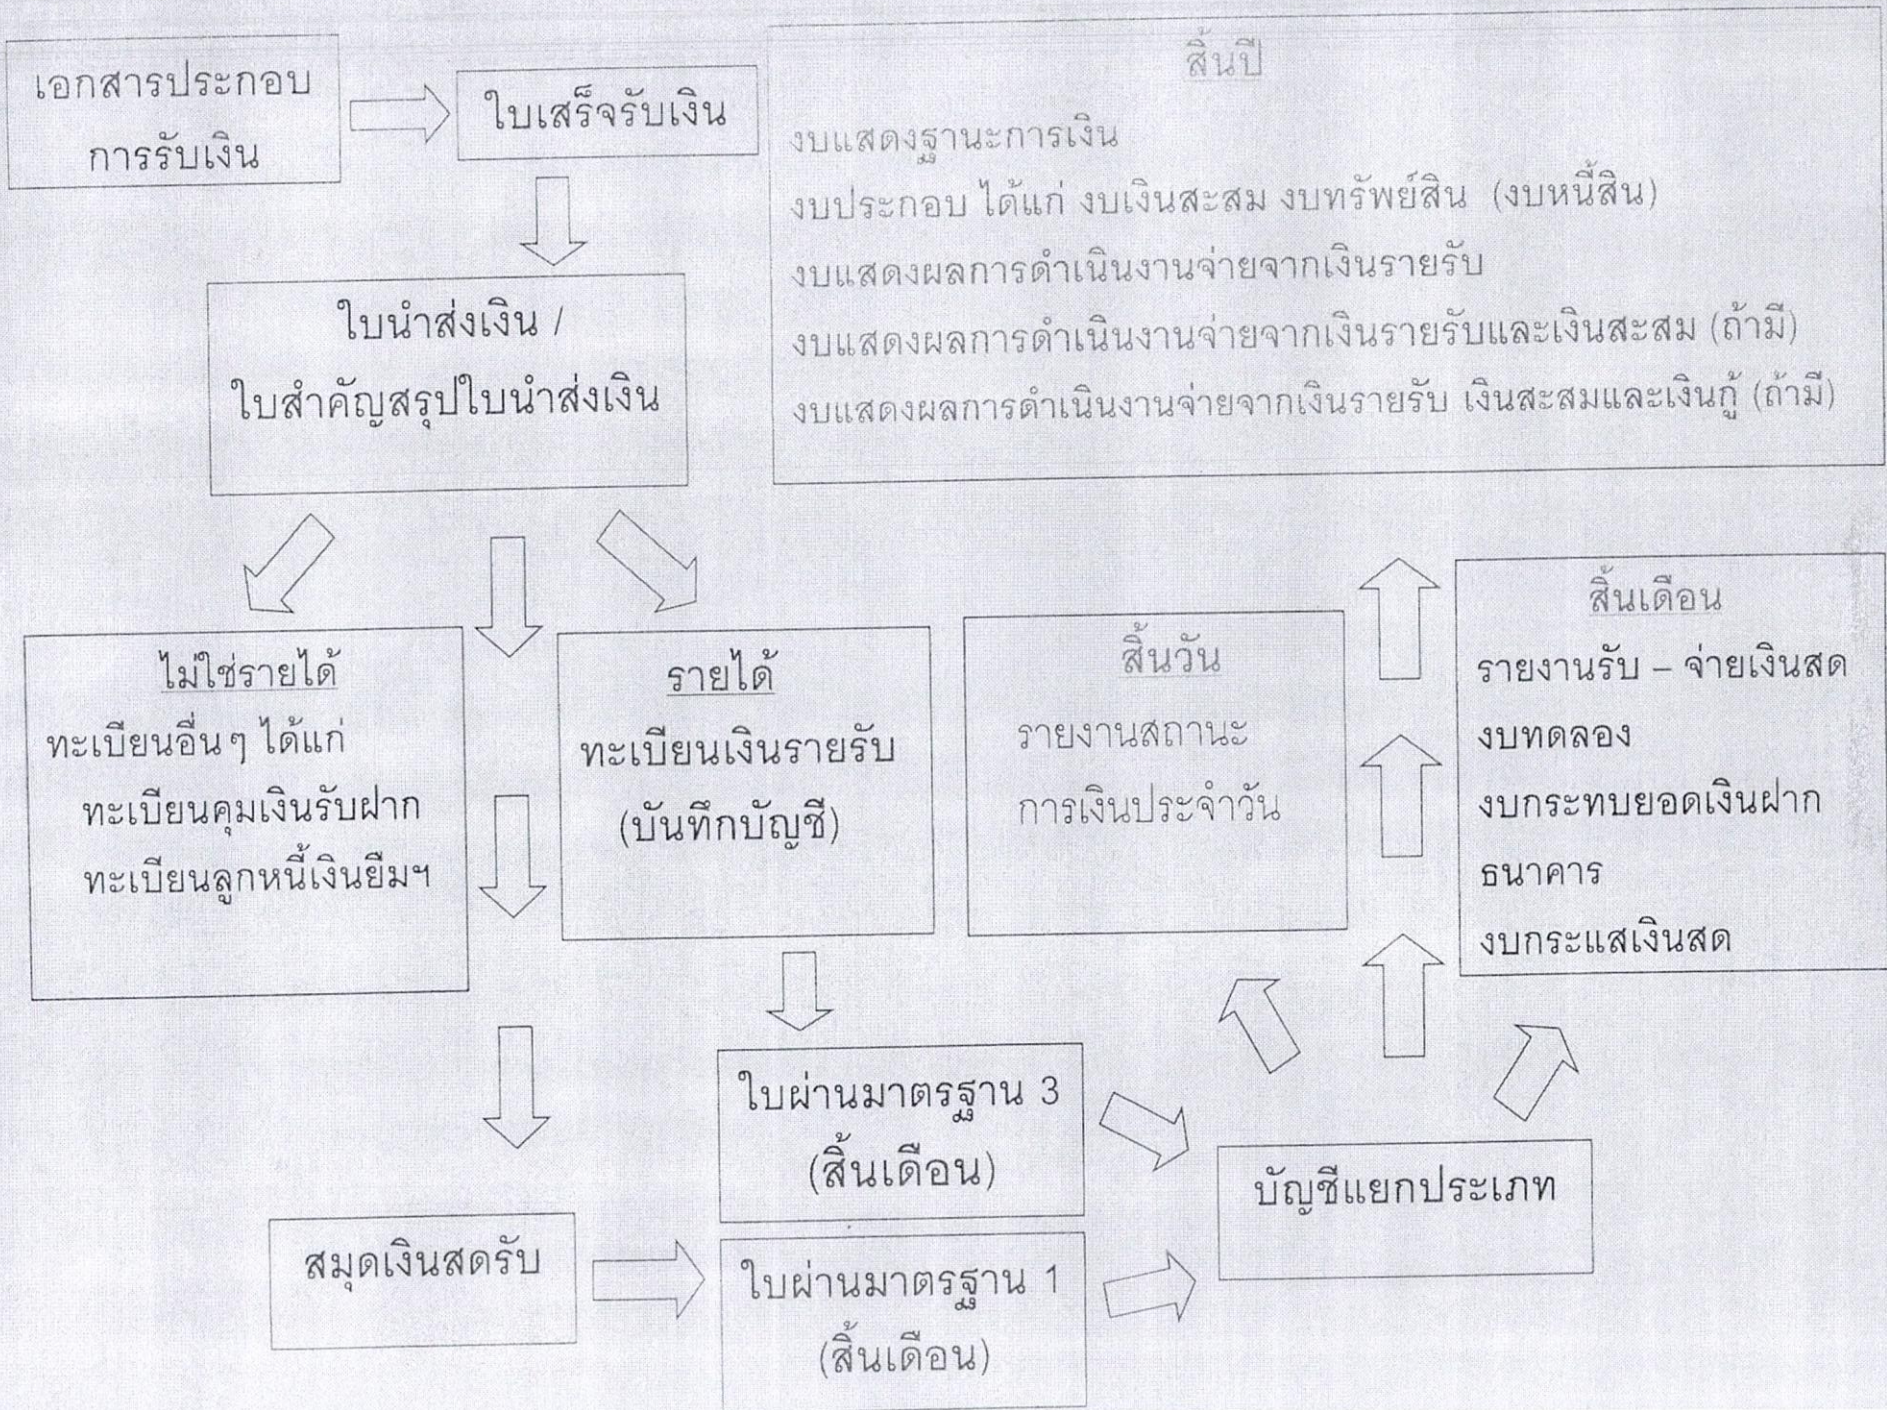 เอกสารประกอบ
การรับเงิน
ใบเสร็จรับเงิน
สิ้นปี
งบแสดงฐานะการเงิน
งบประกอบ ได้แก่ งบเงินสะสม งบทรัพย์สิน (งบหนี้สิน)
งบแสดงผลการดำเนินงานจ่ายจากเงินรายรับ
งบแสดงผลการดำเนินงานจ่ายจากเงินรายรับและเงินสะสม (ถ้ามี)
งบแสดงผลการดำเนินงานจ่ายจากเงินรายรับ เงินสะสมและเงินกู้ (ถ้ามี)
ใบนำส่งเงิน /
ใบสำคัญสรุปใบนำส่งเงิน
ไม่ใช่รายได้
ทะเบียนอื่นๆ ได้แก่
ทะเบียนคุมเงินรับฝาก
ทะเบียนลูกหนี้เงินยืมฯ
รายได้
ทะเบียนเงินรายรับ
(บันทึกบัญชี)
สิ้นวัน
รายงานสถานะ
การเงินประจำวัน
สิ้นเดือน
รายงานรับ – จ่ายเงินสด
งบทดลอง
งบกระทบยอดเงินฝาก
ธนาคาร
งบกระแสเงินสด
ใบผ่านมาตรฐาน 3
(สิ้นเดือน)
บัญชีแยกประเภท
สมุดเงินสดรับ
ใบผ่านมาตรฐาน 1
(สิ้นเดือน)